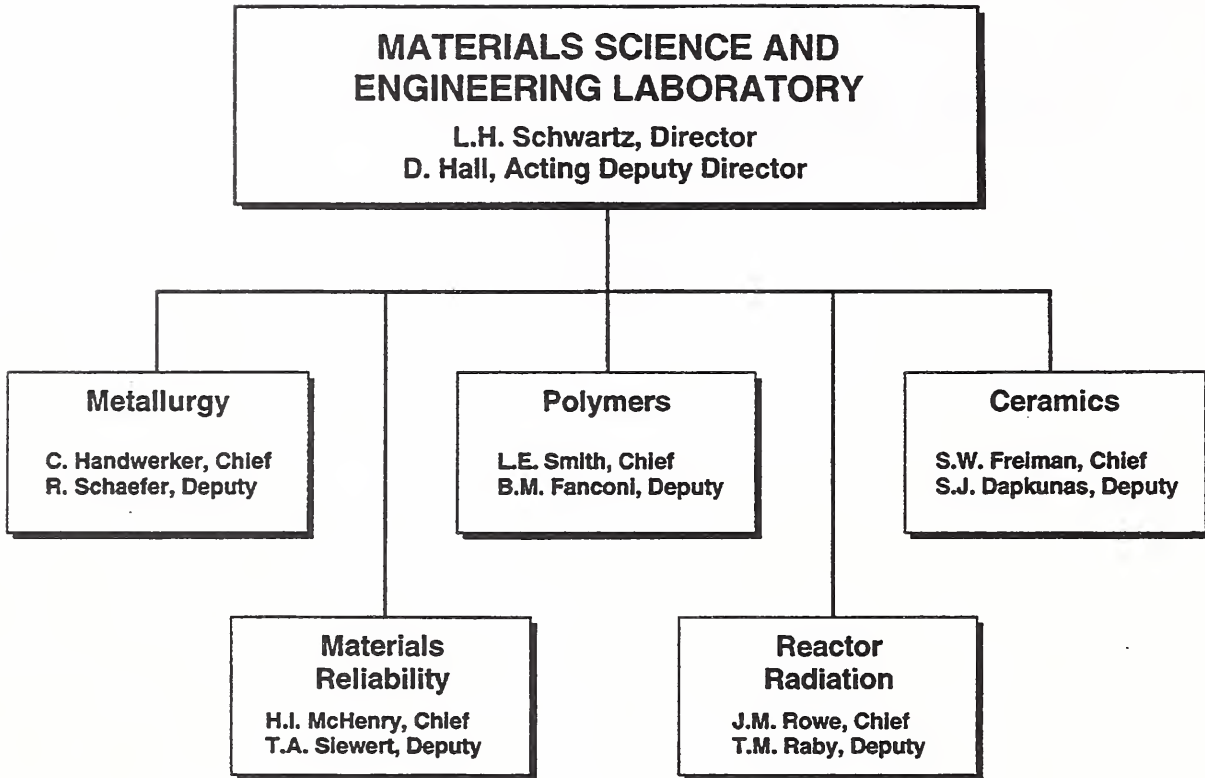 MATERIALS SCIENCE AND
ENGINEERING LABORATORY
L.H. Schwartz, Director
D. Hall, Acting Deputy Director
Metallurgy
C. Handwerker, Chief
R. Schaefer, Deputy
Polymers
L.E. Smith, Chief
B.M. Fanconi, Deputy
Ceramics
S.W. Freiman, Chief
S.J. Dapkunas, Deputy
Materials
Reliability
H.I. McHenry, Chief
T.A. Siewert, Deputy
Reactor
Radiation
J.M. Rowe, Chief
T.M. Raby, Deputy